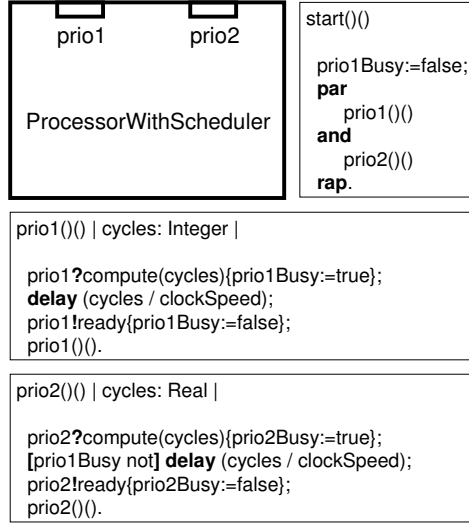 prio1
prio2
ProcessorWithScheduler
start()()
prio1Busy:=false;
par
prio1()()
and
prio2()()
rap.
prio1()() | cycles: Integer |
prio1?compute(cycles){prio1Busy:=true};
delay (cycles / clockSpeed);
prio1!ready{prio1Busy:=false};
prio1()().
prio2()() | cycles: Real |
prio2?compute(cycles){prio2Busy:=true};
[prio1Busy not] delay (cycles / clockSpeed);
prio2!ready{prio2Busy:=false};
prio2()().